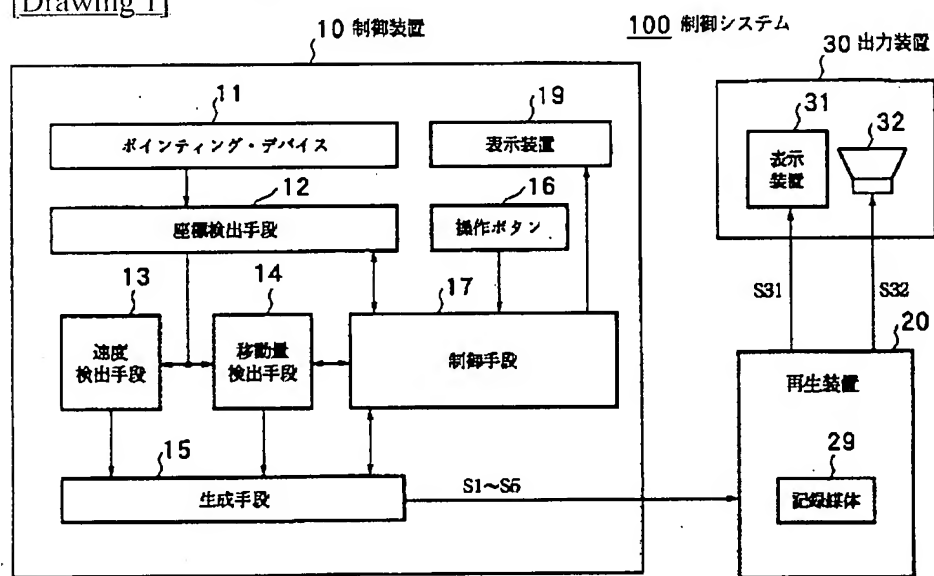 [Drawing 1]
100 制御システム
10 制御装置
30 出力装置
11
ポインティング・デバイス
19
表示装置
31
表示
装置
32
12
座標検出手段
16
操作ボタン
13
速度
検出手段
14
移動量
検出手段
17
制御手段
S31
S32
20
再生装置
15
生成手段
S1~S5
29
記録媒体